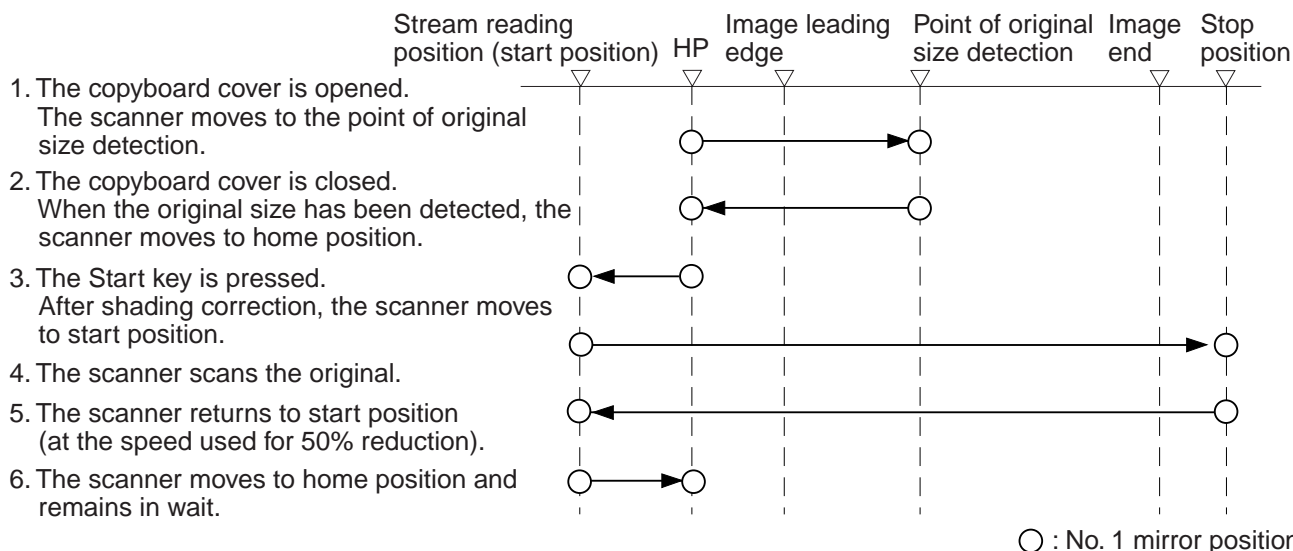 Stream reading
position (start position)
HP
Image leading
edge
Point of original
size detection
Image
end
Stop
position
1. The copyboard cover is opened.
The scanner moves to the point of original
size detection.
2. The copyboard cover is closed.
When the original size has been detected, the
scanner moves to home position.
3. The Start key is pressed.
After shading correction, the scanner moves
to start position.
4. The scanner scans the original.
5. The scanner returns to start position
(at the speed used for 50% reduction).
6. The scanner moves to home position and
remains in wait.
: No. 1 mirror position